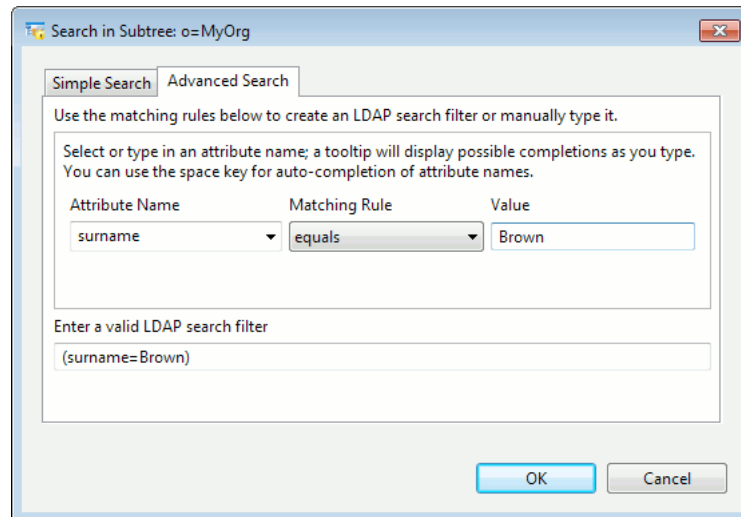 Search in Subtree: o=MyOrg
Simple Search Advanced Search
Use the matching rules below to create an LDAP search filter or manually type it.
Select or type in an attribute name; a tooltip will display possible completions as you type.
You can use the space key for auto-completion of attribute names.
Attribute Name Matching Rule Value
surname equals Brown
Enter a valid LDAP search filter
(surname=Brown)
OK Cancel